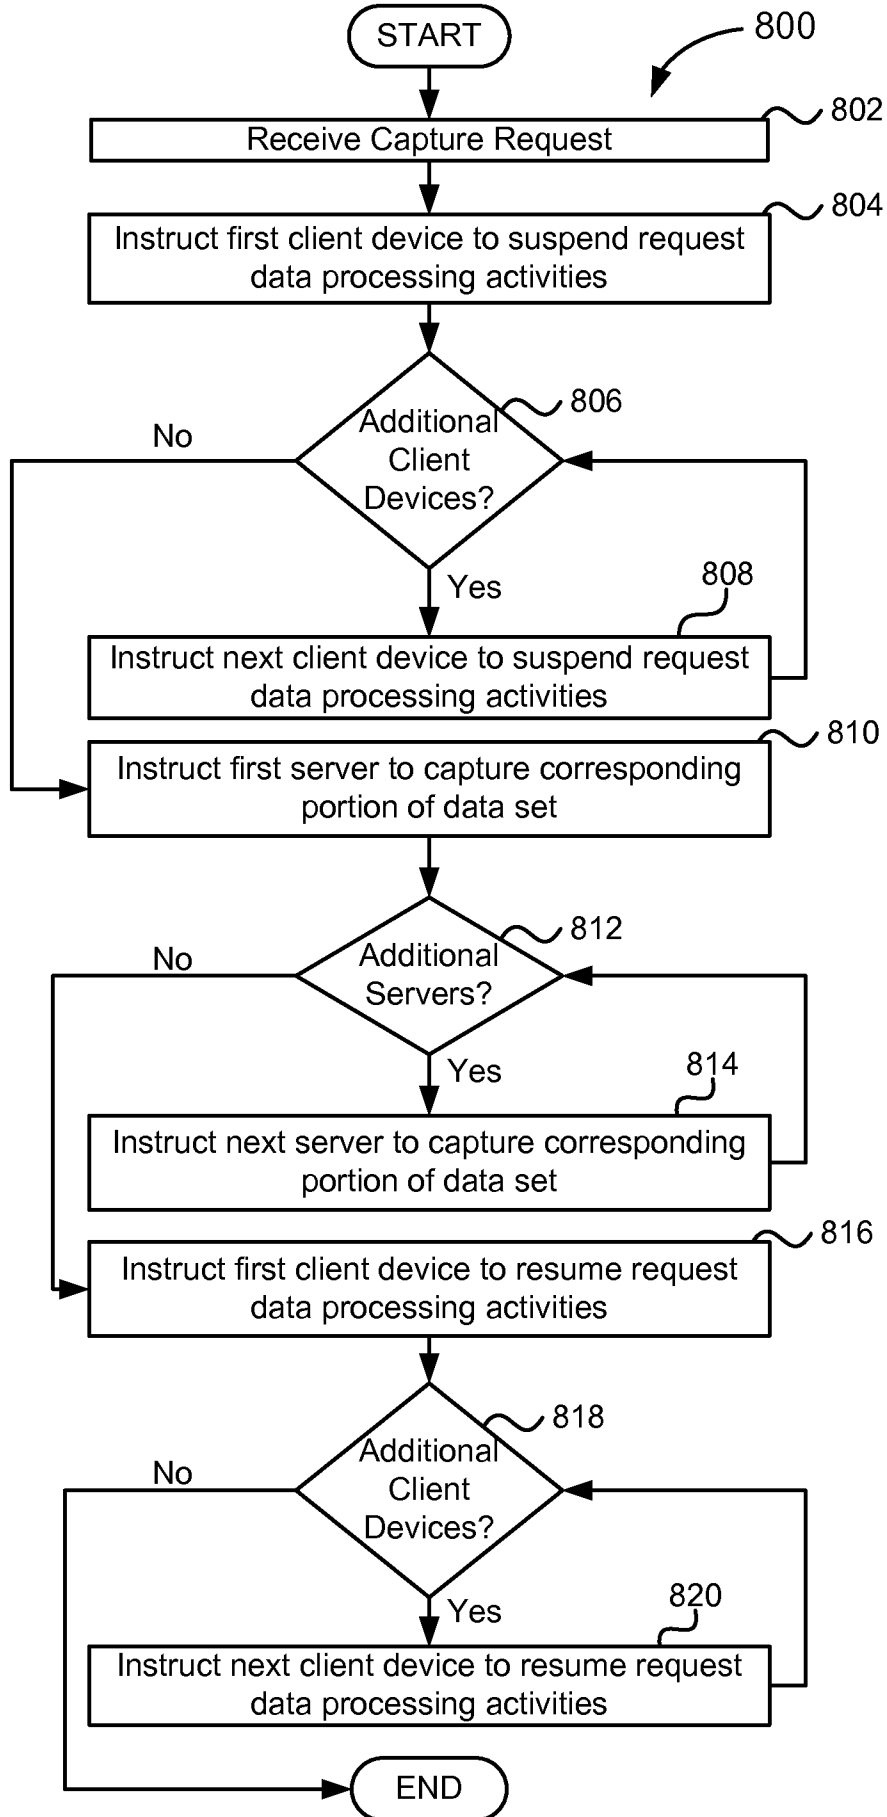 START
800
802
Receive Capture Request
804
Instruct first client device to suspend request
data processing activities
806
Additional
Client
Devices?
No
Yes
808
Instruct next client device to suspend request
data processing activities
810
Instruct first server to capture corresponding
portion of data set
812
Additional
Servers?
No
Yes
814
Instruct next server to capture corresponding
portion of data set
816
Instruct first client device to resume request
data processing activities
818
Additional
Client
Devices?
No
Yes
820
Instruct next client device to resume request
data processing activities
END